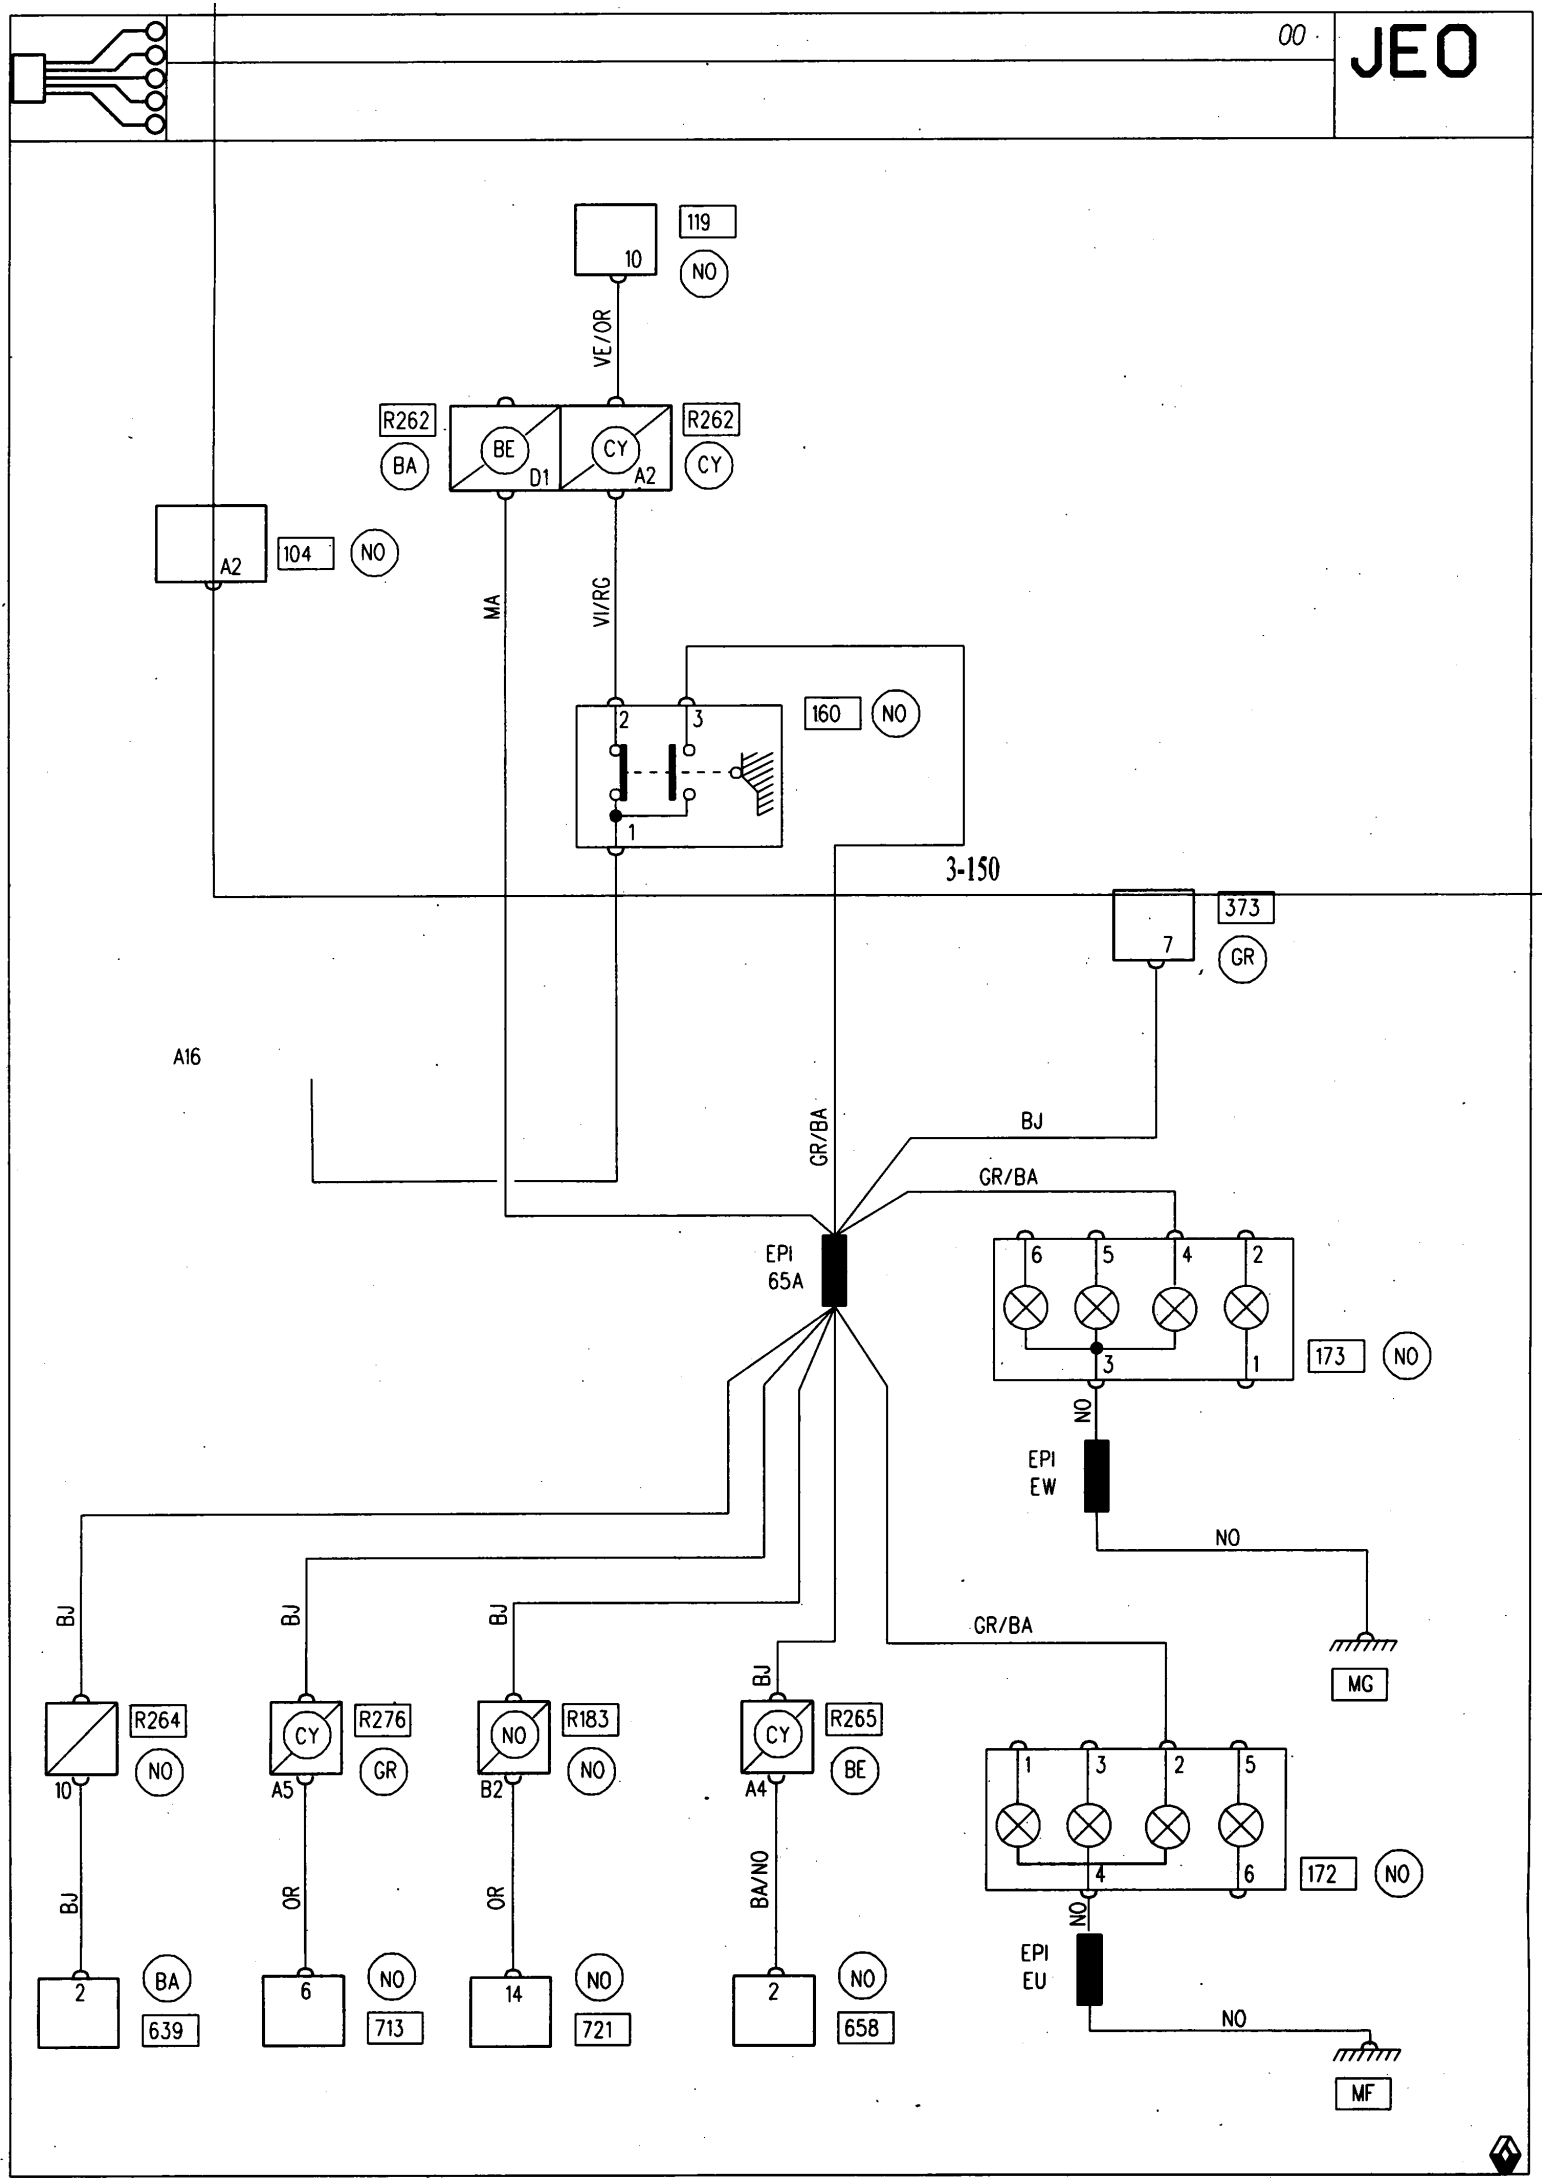 00
JE0
119
10
NO
VE/OR
R262
BE
CY
R262
BA
D1
A2
CY
A2
104
NO
MA
VI/RG
2
3
160
NO
1
3-150
373
7
GR
A16
GR/BA
BJ
GR/BA
EPI
65A
6
5
4
2
3
1
173
NO
NO
EPI
EW
NO
BJ
BJ
BJ
BJ
GR/BA
MG
R264
CY
R276
NO
R183
CY
R265
NO
GR
NO
BE
10
A5
B2
A4
1
3
2
5
4
6
172
NO
BJ
OR
OR
BA/NO
NO
EPI
EU
NO
2
BA
6
NO
14
NO
2
NO
639
713
721
658
MF